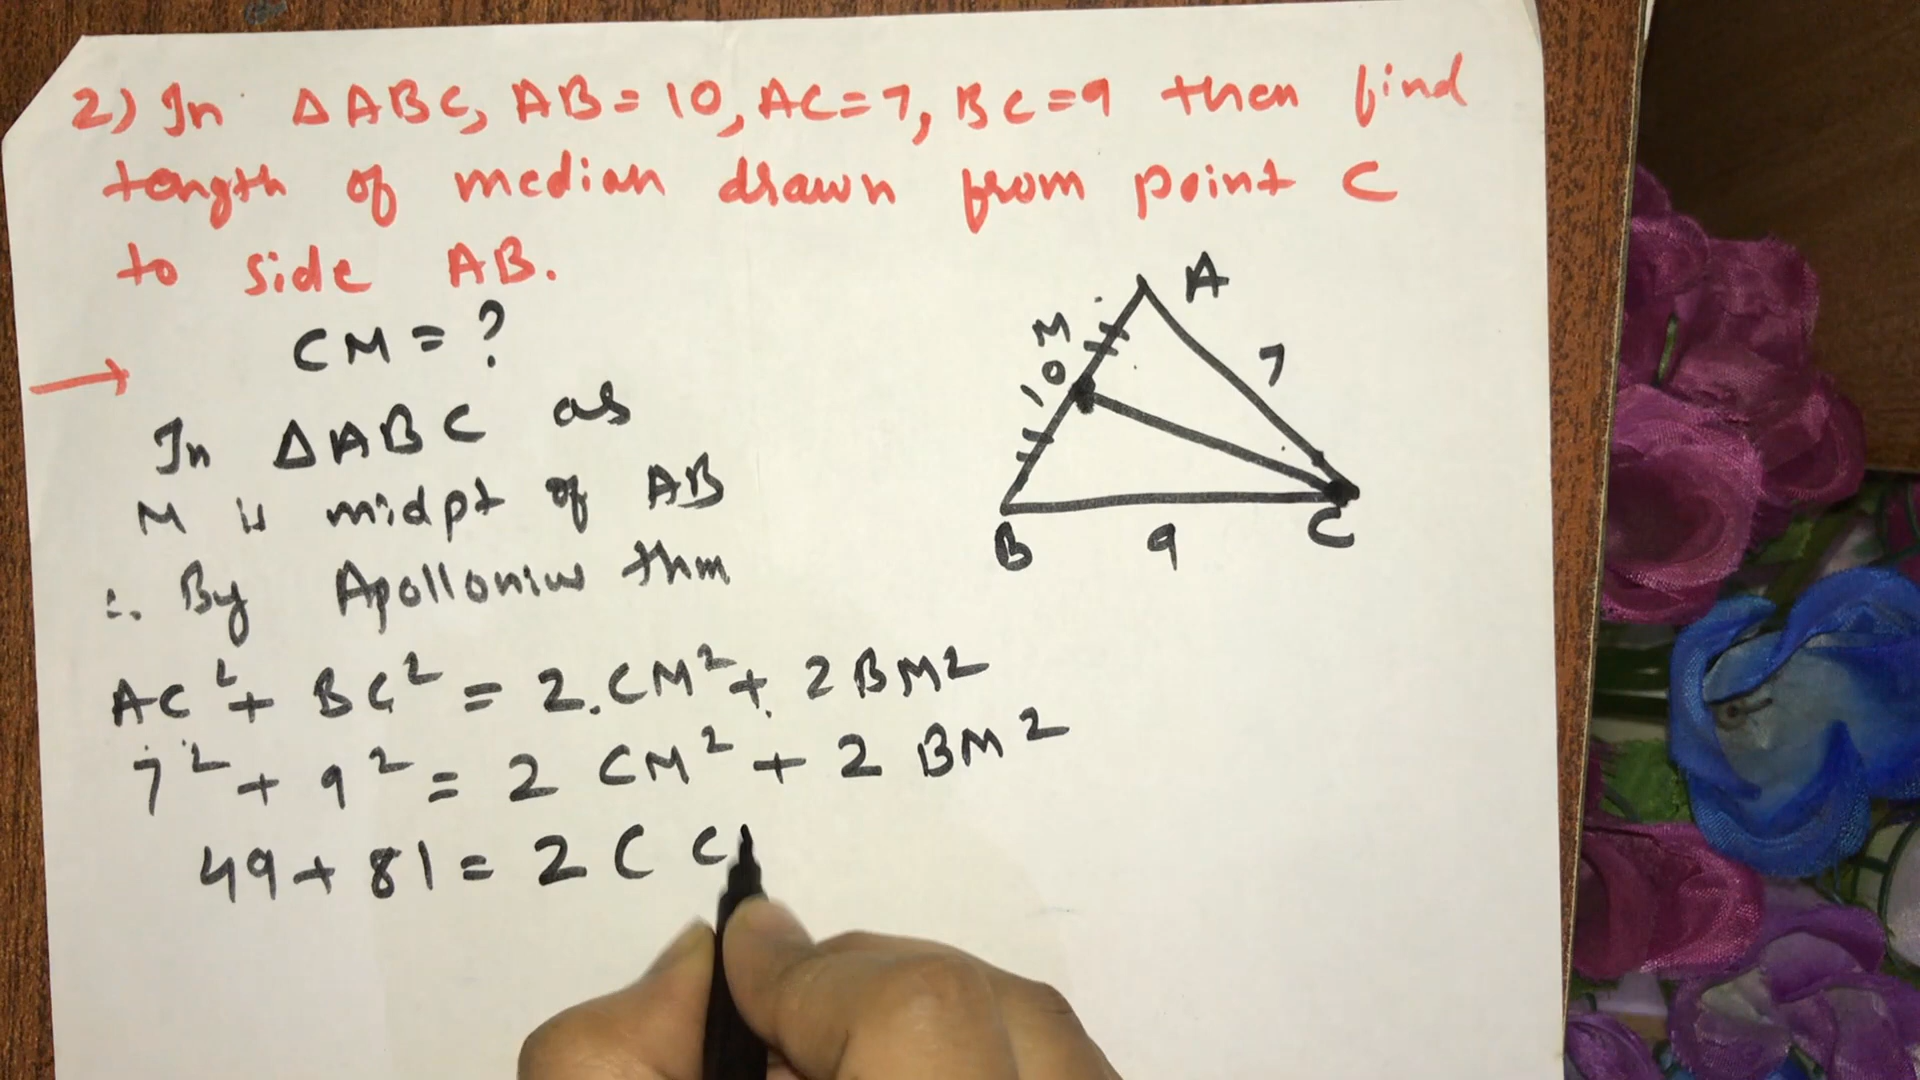 2) In △ABC, AB=10, AC=7, BC=9 then find
length of median drawn from point C
to side AB.
CM = ?
In △ABC as
M is midpt of AB
∴ By Apollonius thm
AC² + BC² = 2.CM² + 2BM²
7² + 9² = 2 CM² + 2 BM²
49 + 81 = 2 ( C
A
M
10
7
B
9
C